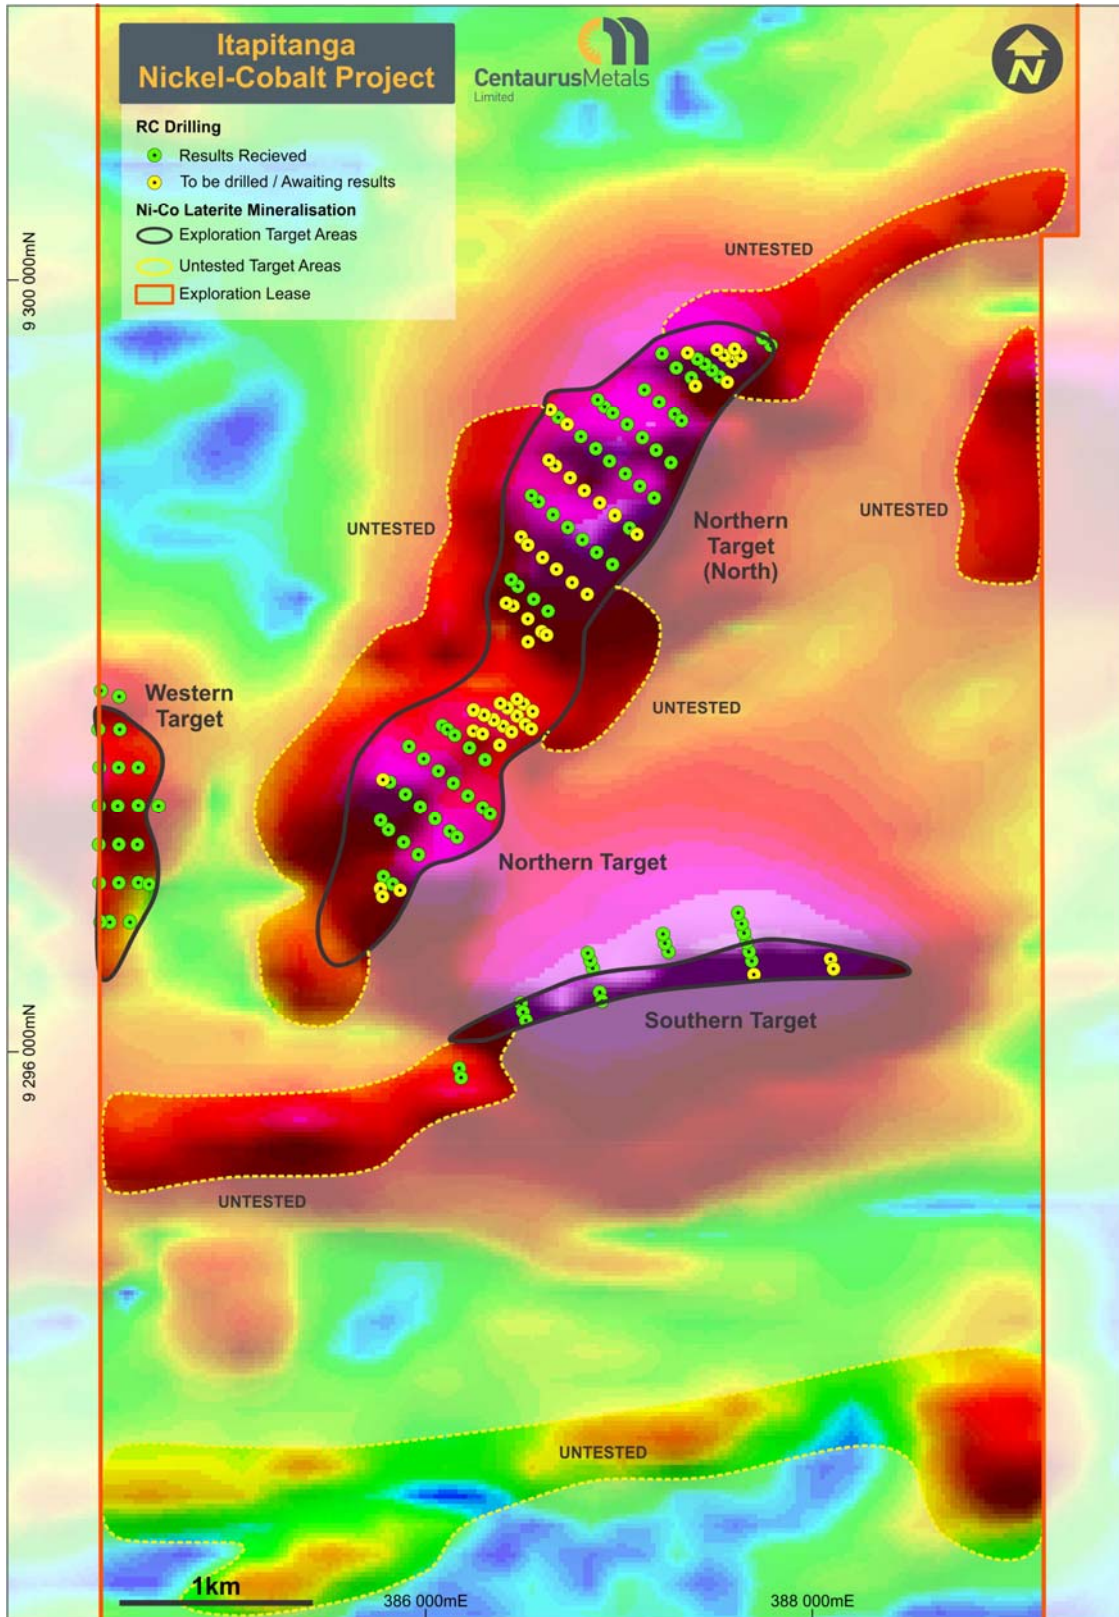 Itapitanga
Nickel-Cobalt Project
CentaurusMetals
Limited
N
RC Drilling
Results Recieved
To be drilled / Awaiting results
Ni-Co Laterite Mineralisation
Exploration Target Areas
Untested Target Areas
Exploration Lease
9 300 000mN
UNTESTED
UNTESTED
Northern
Target
(North)
UNTESTED
Western
Target
UNTESTED
Northern Target
Southern Target
9 296 000mN
UNTESTED
UNTESTED
1km
386 000mE
388 000mE